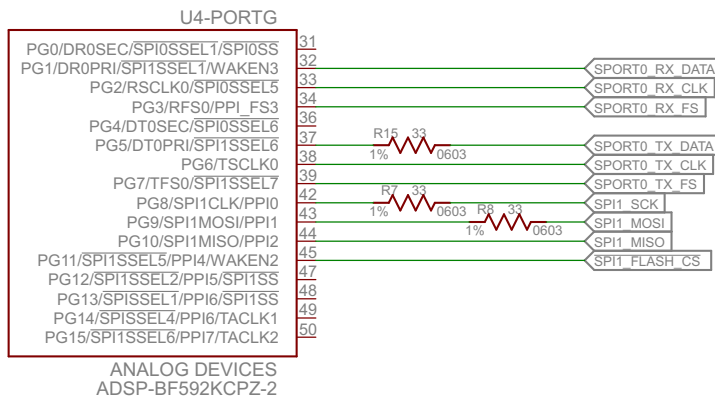 U4-PORTG
PG0/DR0SEC/SPI0SSEL1/SPI0SS 31
PG1/DR0PRI/SPI1SSEL1/WAKEN3 32 SPORT0_RX_DATA
PG2/RSCLK0/SPI0SSEL5 33 SPORT0_RX_CLK
PG3/RFS0/PPI_FS3 34 SPORT0_RX_FS
PG4/DT0SEC/SPI0SSEL6 36
PG5/DT0PRI/SPI1SSEL6 37 R15 33 1% 0603 SPORT0_TX_DATA
PG6/TSCLK0 38 SPORT0_TX_CLK
PG7/TFS0/SPI1SSEL7 39 SPORT0_TX_FS
PG8/SPI1CLK/PPI0 42 R7 33 1% 0603 SPI1_SCK
PG9/SPI1MOSI/PPI1 43 R8 33 1% 0603 SPI1_MOSI
PG10/SPI1MISO/PPI2 44 SPI1_MISO
PG11/SPI1SSEL5/PPI4/WAKEN2 45 SPI1_FLASH_CS
PG12/SPI1SSEL2/PPI5/SPI1SS 47
PG13/SPISSEL1/PPI6/SPI1SS 48
PG14/SPISSEL4/PPI6/TACLK1 49
PG15/SPI1SSEL6/PPI7/TACLK2 50
ANALOG DEVICES
ADSP-BF592KCPZ-2